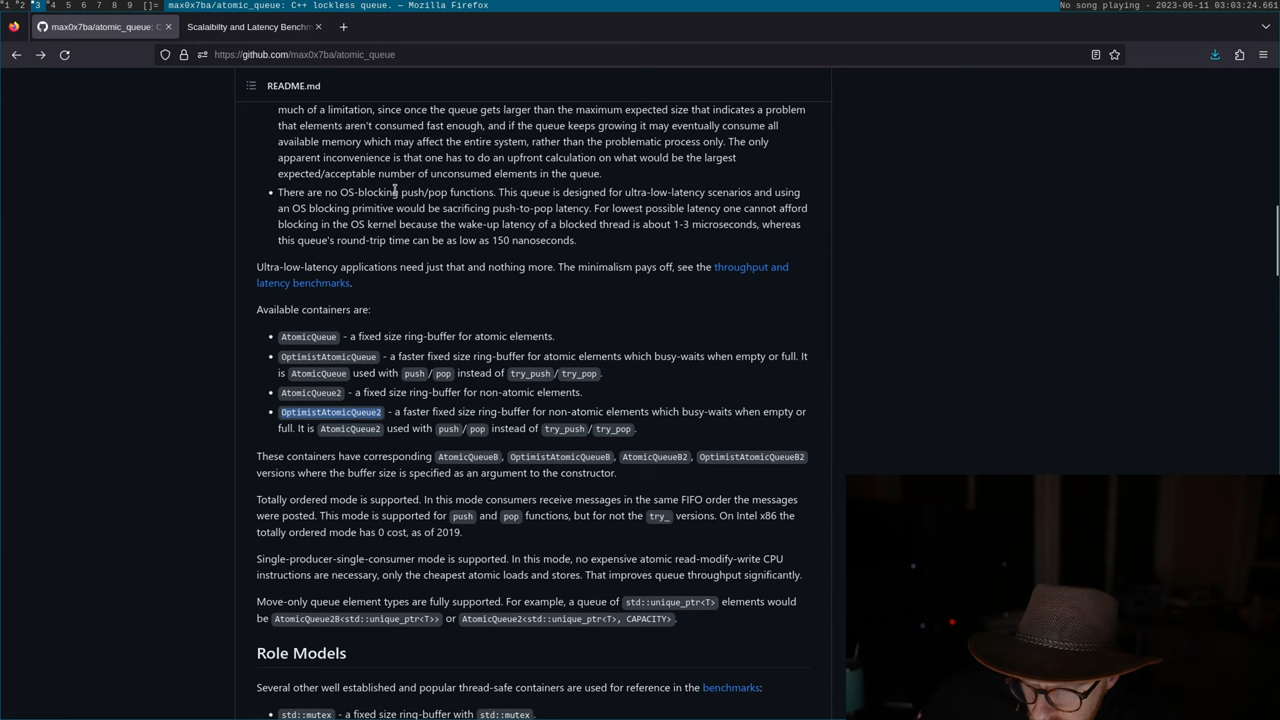 1 2 3 4 5 6 7 8 9 []= max0x7ba/atomic_queue: C++ lockless queue. — Mozilla Firefox No song playing - 2023-06-11 03:03:24.661
max0x7ba/atomic_queue: C Scalaibilty and Latency Benchm
https://github.com/max0x7ba/atomic_queue
README.md
much of a limitation, since once the queue gets larger than the maximum expected size that indicates a problem
that elements aren't consumed fast enough, and if the queue keeps growing it may eventually consume all
available memory which may affect the entire system, rather than the problematic process only. The only
apparent inconvenience is that one has to do an upfront calculation on what would be the largest
expected/acceptable number of unconsumed elements in the queue.
• There are no OS-blocking push/pop functions. This queue is designed for ultra-low-latency scenarios and using
an OS blocking primitive would be sacrificing push-to-pop latency. For lowest possible latency one cannot afford
blocking in the OS kernel because the wake-up latency of a blocked thread is about 1-3 microseconds, whereas
this queue's round-trip time can be as low as 150 nanoseconds.
Ultra-low-latency applications need just that and nothing more. The minimalism pays off, see the throughput and
latency benchmarks.
Available containers are:
• AtomicQueue - a fixed size ring-buffer for atomic elements.
• OptimistAtomicQueue - a faster fixed size ring-buffer for atomic elements which busy-waits when empty or full. It
is AtomicQueue used with push/pop instead of try_push/try_pop.
• AtomicQueue2 - a fixed size ring-buffer for non-atomic elements.
• OptimistAtomicQueue2 - a faster fixed size ring-buffer for non-atomic elements which busy-waits when empty or
full. It is AtomicQueue2 used with push/pop instead of try_push/try_pop.
These containers have corresponding AtomicQueueB, OptimistAtomicQueueB, AtomicQueueB2, OptimistAtomicQueueB2
versions where the buffer size is specified as an argument to the constructor.
Totally ordered mode is supported. In this mode consumers receive messages in the same FIFO order the messages
were posted. This mode is supported for push and pop functions, but for not the try_ versions. On Intel x86 the
totally ordered mode has 0 cost, as of 2019.
Single-producer-single-consumer mode is supported. In this mode, no expensive atomic read-modify-write CPU
instructions are necessary, only the cheapest atomic loads and stores. That improves queue throughput significantly.
Move-only queue element types are fully supported. For example, a queue of std::unique_ptr<T> elements would
be AtomicQueue2B<std::unique_ptr<T>> or AtomicQueue2<std::unique_ptr<T>, CAPACITY>.
Role Models
Several other well established and popular thread-safe containers are used for reference in the benchmarks:
• std::mutex - a fixed size ring-buffer with std::mutex.